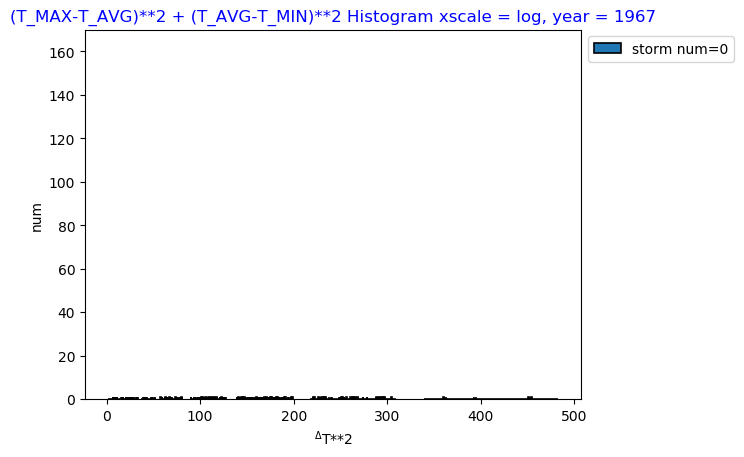 (T_MAX-T_AVG)**2 + (T_AVG-T_MIN)**2 Histogram xscale = log, year = 1967
storm num=0
160
140
120
100
80
60
40
20
0
num
0 100 200 300 400 500
ΔT**2